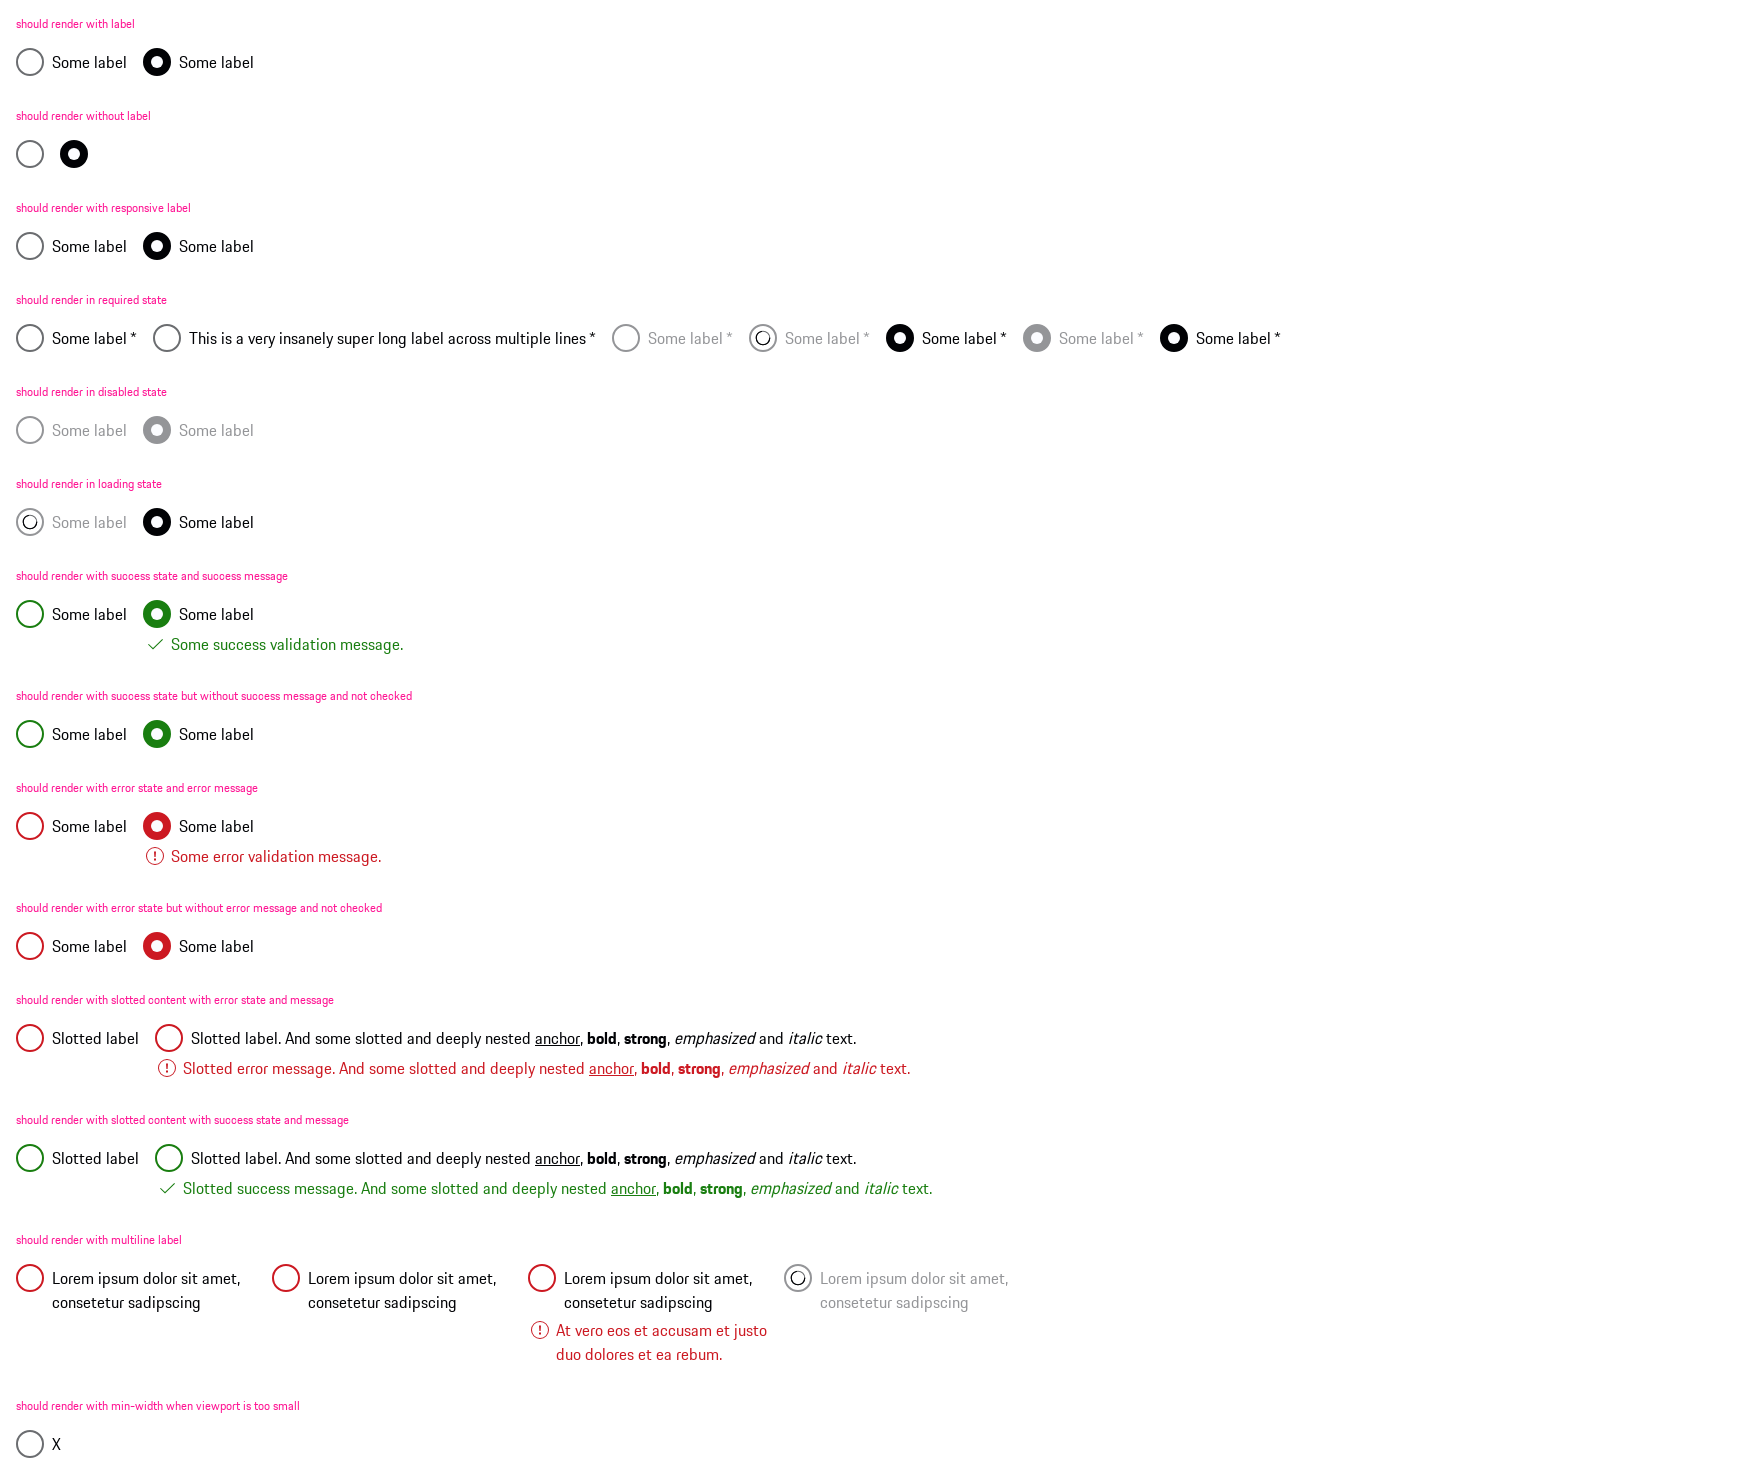 should render with label
Some label Some label
should render without label
should render with responsive label
Some label Some label
should render in required state
Some label * This is a very insanely super long label across multiple lines * Some label * Some label * Some label * Some label * Some label *
should render in disabled state
Some label Some label
should render in loading state
Some label Some label
should render with success state and success message
Some label Some label
Some success validation message.
should render with success state but without success message and not checked
Some label Some label
should render with error state and error message
Some label Some label
Some error validation message.
should render with error state but without error message and not checked
Some label Some label
should render with slotted content with error state and message
Slotted label Slotted label. And some slotted and deeply nested anchor, bold, strong, emphasized and italic text.
Slotted error message. And some slotted and deeply nested anchor, bold, strong, emphasized and italic text.
should render with slotted content with success state and message
Slotted label Slotted label. And some slotted and deeply nested anchor, bold, strong, emphasized and italic text.
Slotted success message. And some slotted and deeply nested anchor, bold, strong, emphasized and italic text.
should render with multiline label
Lorem ipsum dolor sit amet, Lorem ipsum dolor sit amet, Lorem ipsum dolor sit amet, Lorem ipsum dolor sit amet,
consetetur sadipscing consetetur sadipscing consetetur sadipscing consetetur sadipscing
At vero eos et accusam et justo
duo dolores et ea rebum.
should render with min-width when viewport is too small
X